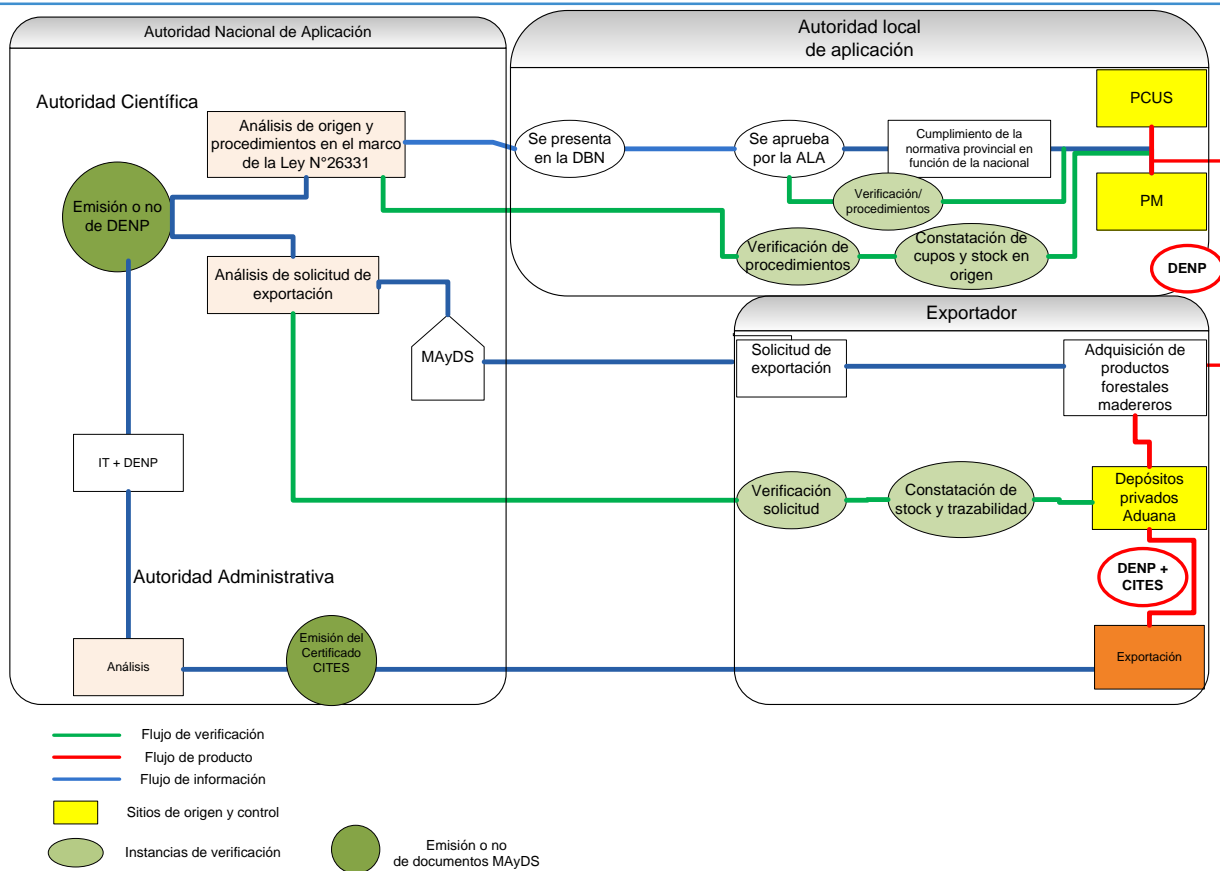 Autoridad Nacional de Aplicación
Autoridad Científica
Análisis de origen y
procedimientos en el marco
de la Ley N°26331
Emisión o no
de DENP
Análisis de solicitud de
exportación
MAyDS
IT + DENP
Autoridad Administrativa
Análisis
Emisión del
Certificado
CITES
Autoridad local
de aplicación
Se presenta
en la DBN
Se aprueba
por la ALA
Cumplimiento de la
normativa provincial en
función de la nacional
PCUS
PM
Verificación/
procedimientos
Verificación de
procedimientos
Constatación de
cupos y stock en
origen
DENP
Exportador
Solicitud de
exportación
Adquisición de
productos
forestales
madereros
Verificación
solicitud
Constatación de
stock y trazabilidad
Depósitos
privados
Aduana
DENP +
CITES
Exportación
Flujo de verificación
Flujo de producto
Flujo de información
Sitios de origen y control
Instancias de verificación
Emisión o no
de documentos MAyDS